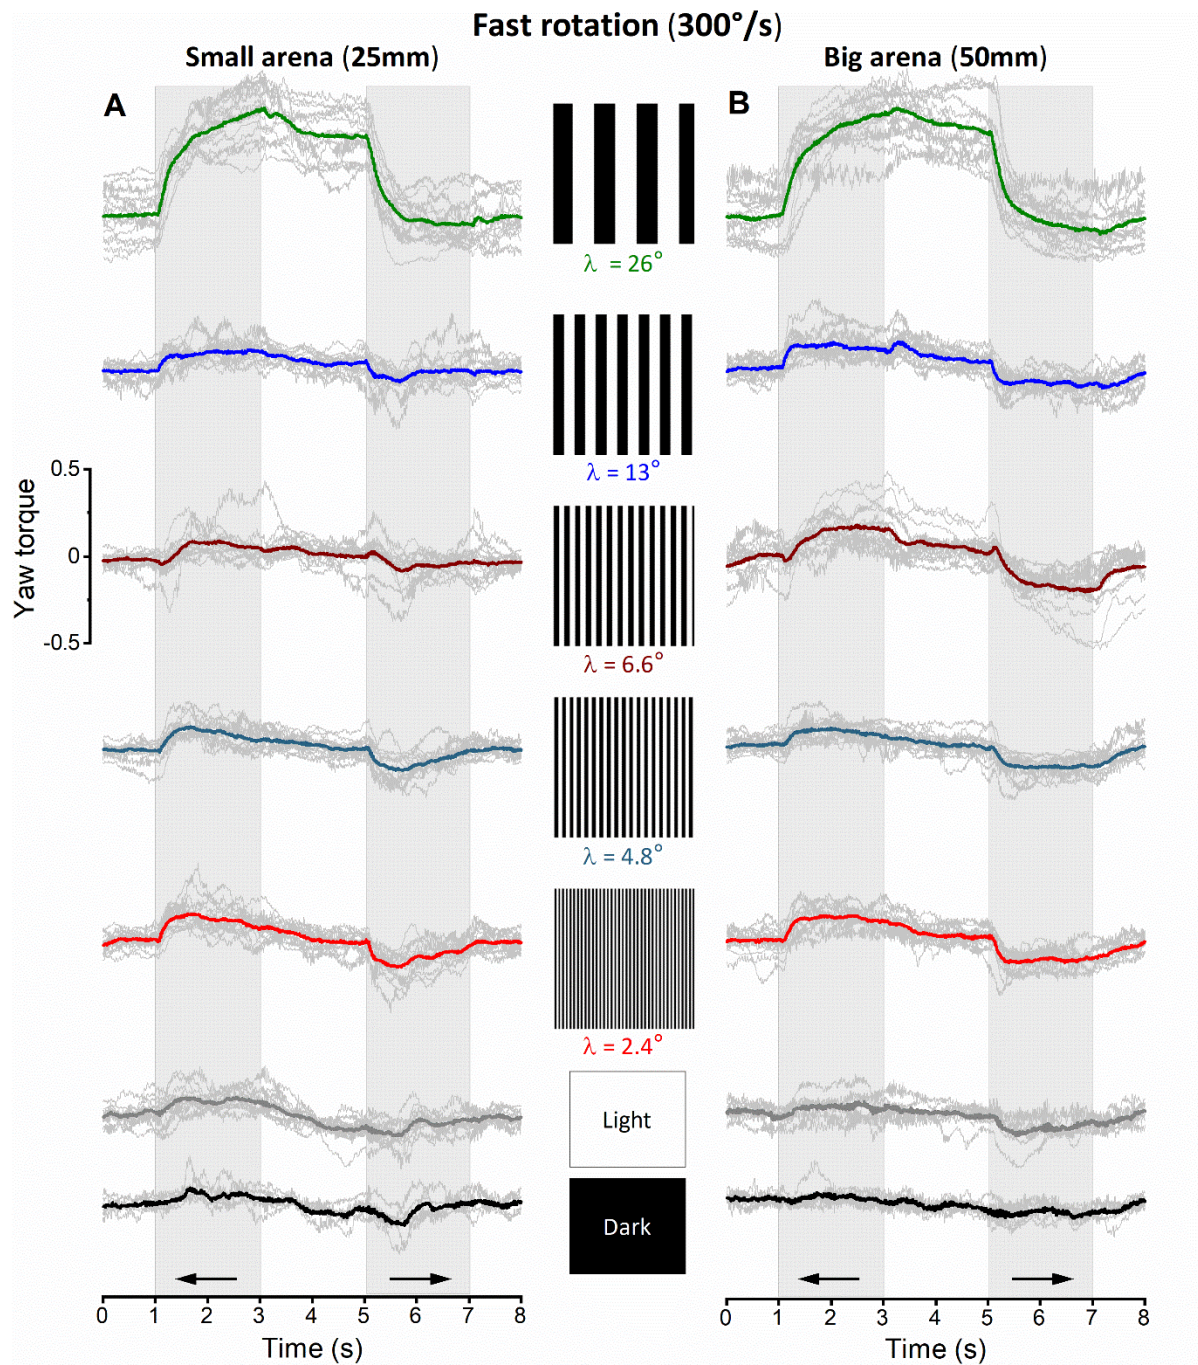 Fast rotation (300°/s)
Small arena (25mm)
Big arena (50mm)
A
B
λ = 26°
λ = 13°
0.5
0
-0.5
Yaw torque
λ = 6.6°
λ = 4.8°
λ = 2.4°
Light
Dark
0 1 2 3 4 5 6 7 8
0 1 2 3 4 5 6 7 8
Time (s)
Time (s)